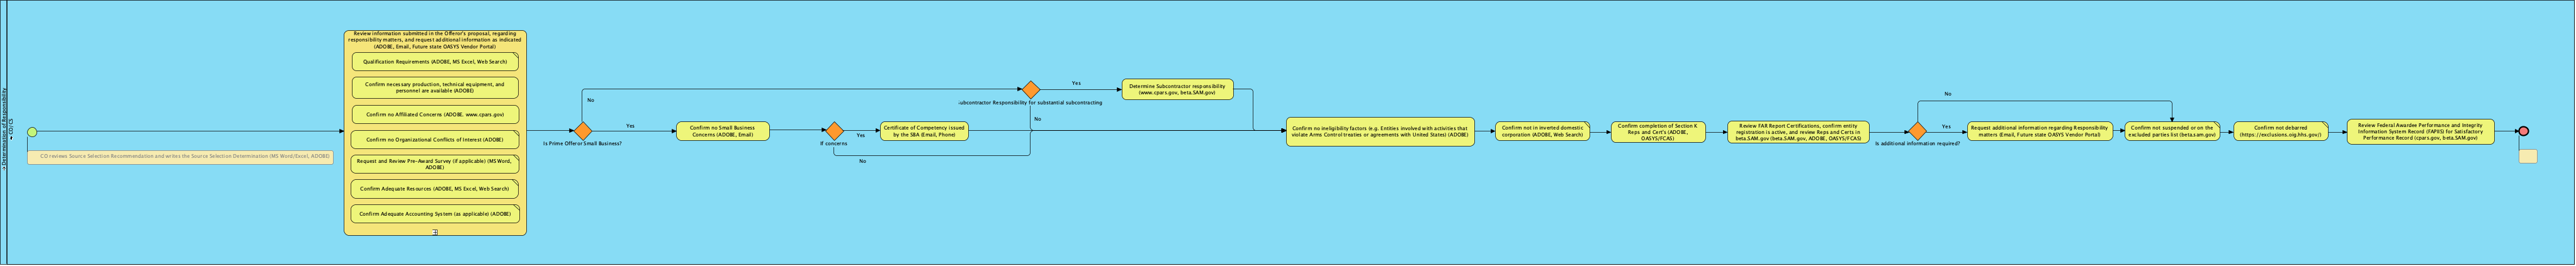 Determination of Responsibility
CO/CS
CO reviews Source Selection Recommendation and writes the Source Selection Determination (MS Word/Excel, ADOBE)
Review information submitted in the Offeror's proposal, regarding
responsibility matters, and request additional information as indicated
(ADOBE, Email, Future state OASYS Vendor Portal)
Qualification Requirements (ADOBE, MS Excel, Web Search)
Confirm necessary production, technical equipment, and
personnel are available (ADOBE)
Confirm no Affiliated Concerns (ADOBE, www.cpars.gov)
Confirm no Organizational Conflicts of Interest (ADOBE)
Request and Review Pre-Award Survey (if applicable) (MS Word,
ADOBE)
Confirm Adequate Resources (ADOBE, MS Excel, Web Search)
Confirm Adequate Accounting System (as applicable) (ADOBE)
Is Prime Offeror Small Business?
No
Yes
Confirm no Small Business
Concerns (ADOBE, Email)
If concerns
Yes
No
Certificate of Competency issued
by the SBA (Email, Phone)
ubcontractor Responsibility for substantial subcontracting
No
Yes
Determine Subcontractor responsibility
(www.cpars.gov, beta.SAM.gov)
Confirm no ineligibility factors (e.g. Entities involved with activities that
violate Arms Control treaties or agreements with United States) (ADOBE)
Confirm not in inverted domestic
corporation (ADOBE, Web Search)
Confirm completion of Section K
Reps and Cert's (ADOBE,
OASYS/FCAS)
Review FAR Report Certifications, confirm entity
registration is active, and review Reps and Certs in
beta.SAM.gov (beta.SAM.gov, ADOBE, OASYS/FCAS)
Is additional information required?
No
Yes
Request additional information regarding Responsibility
matters (Email, Future state OASYS Vendor Portal)
Confirm not suspended or on the
excluded parties list (beta.sam.gov)
Confirm not debarred
(https://exclusions.oig.hhs.gov/)
Review Federal Awardee Performance and Integrity
Information System Record (FAPIIS) for Satisfactory
Performance Record (cpars.gov, beta.SAM.gov)